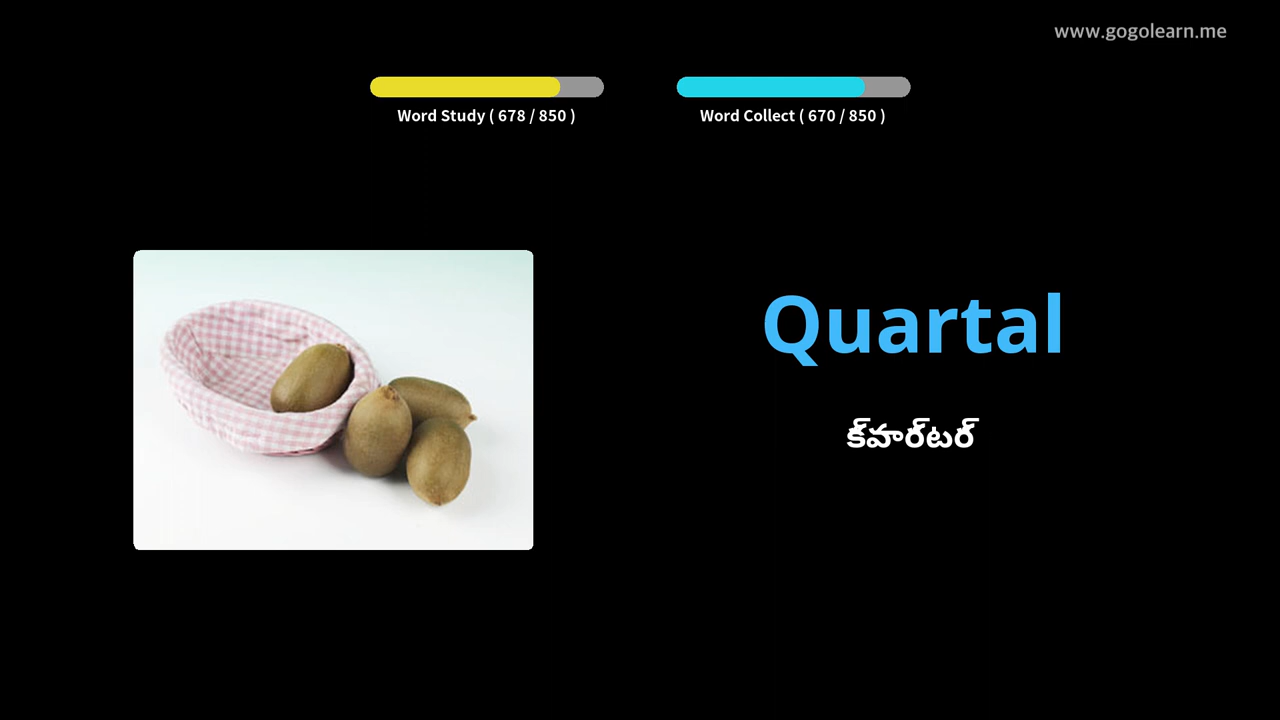 www.gogolearn.me
Word Study ( 678 / 850 )
Word Collect ( 670 / 850 )
Quartal
క్‌వార్‌టర్